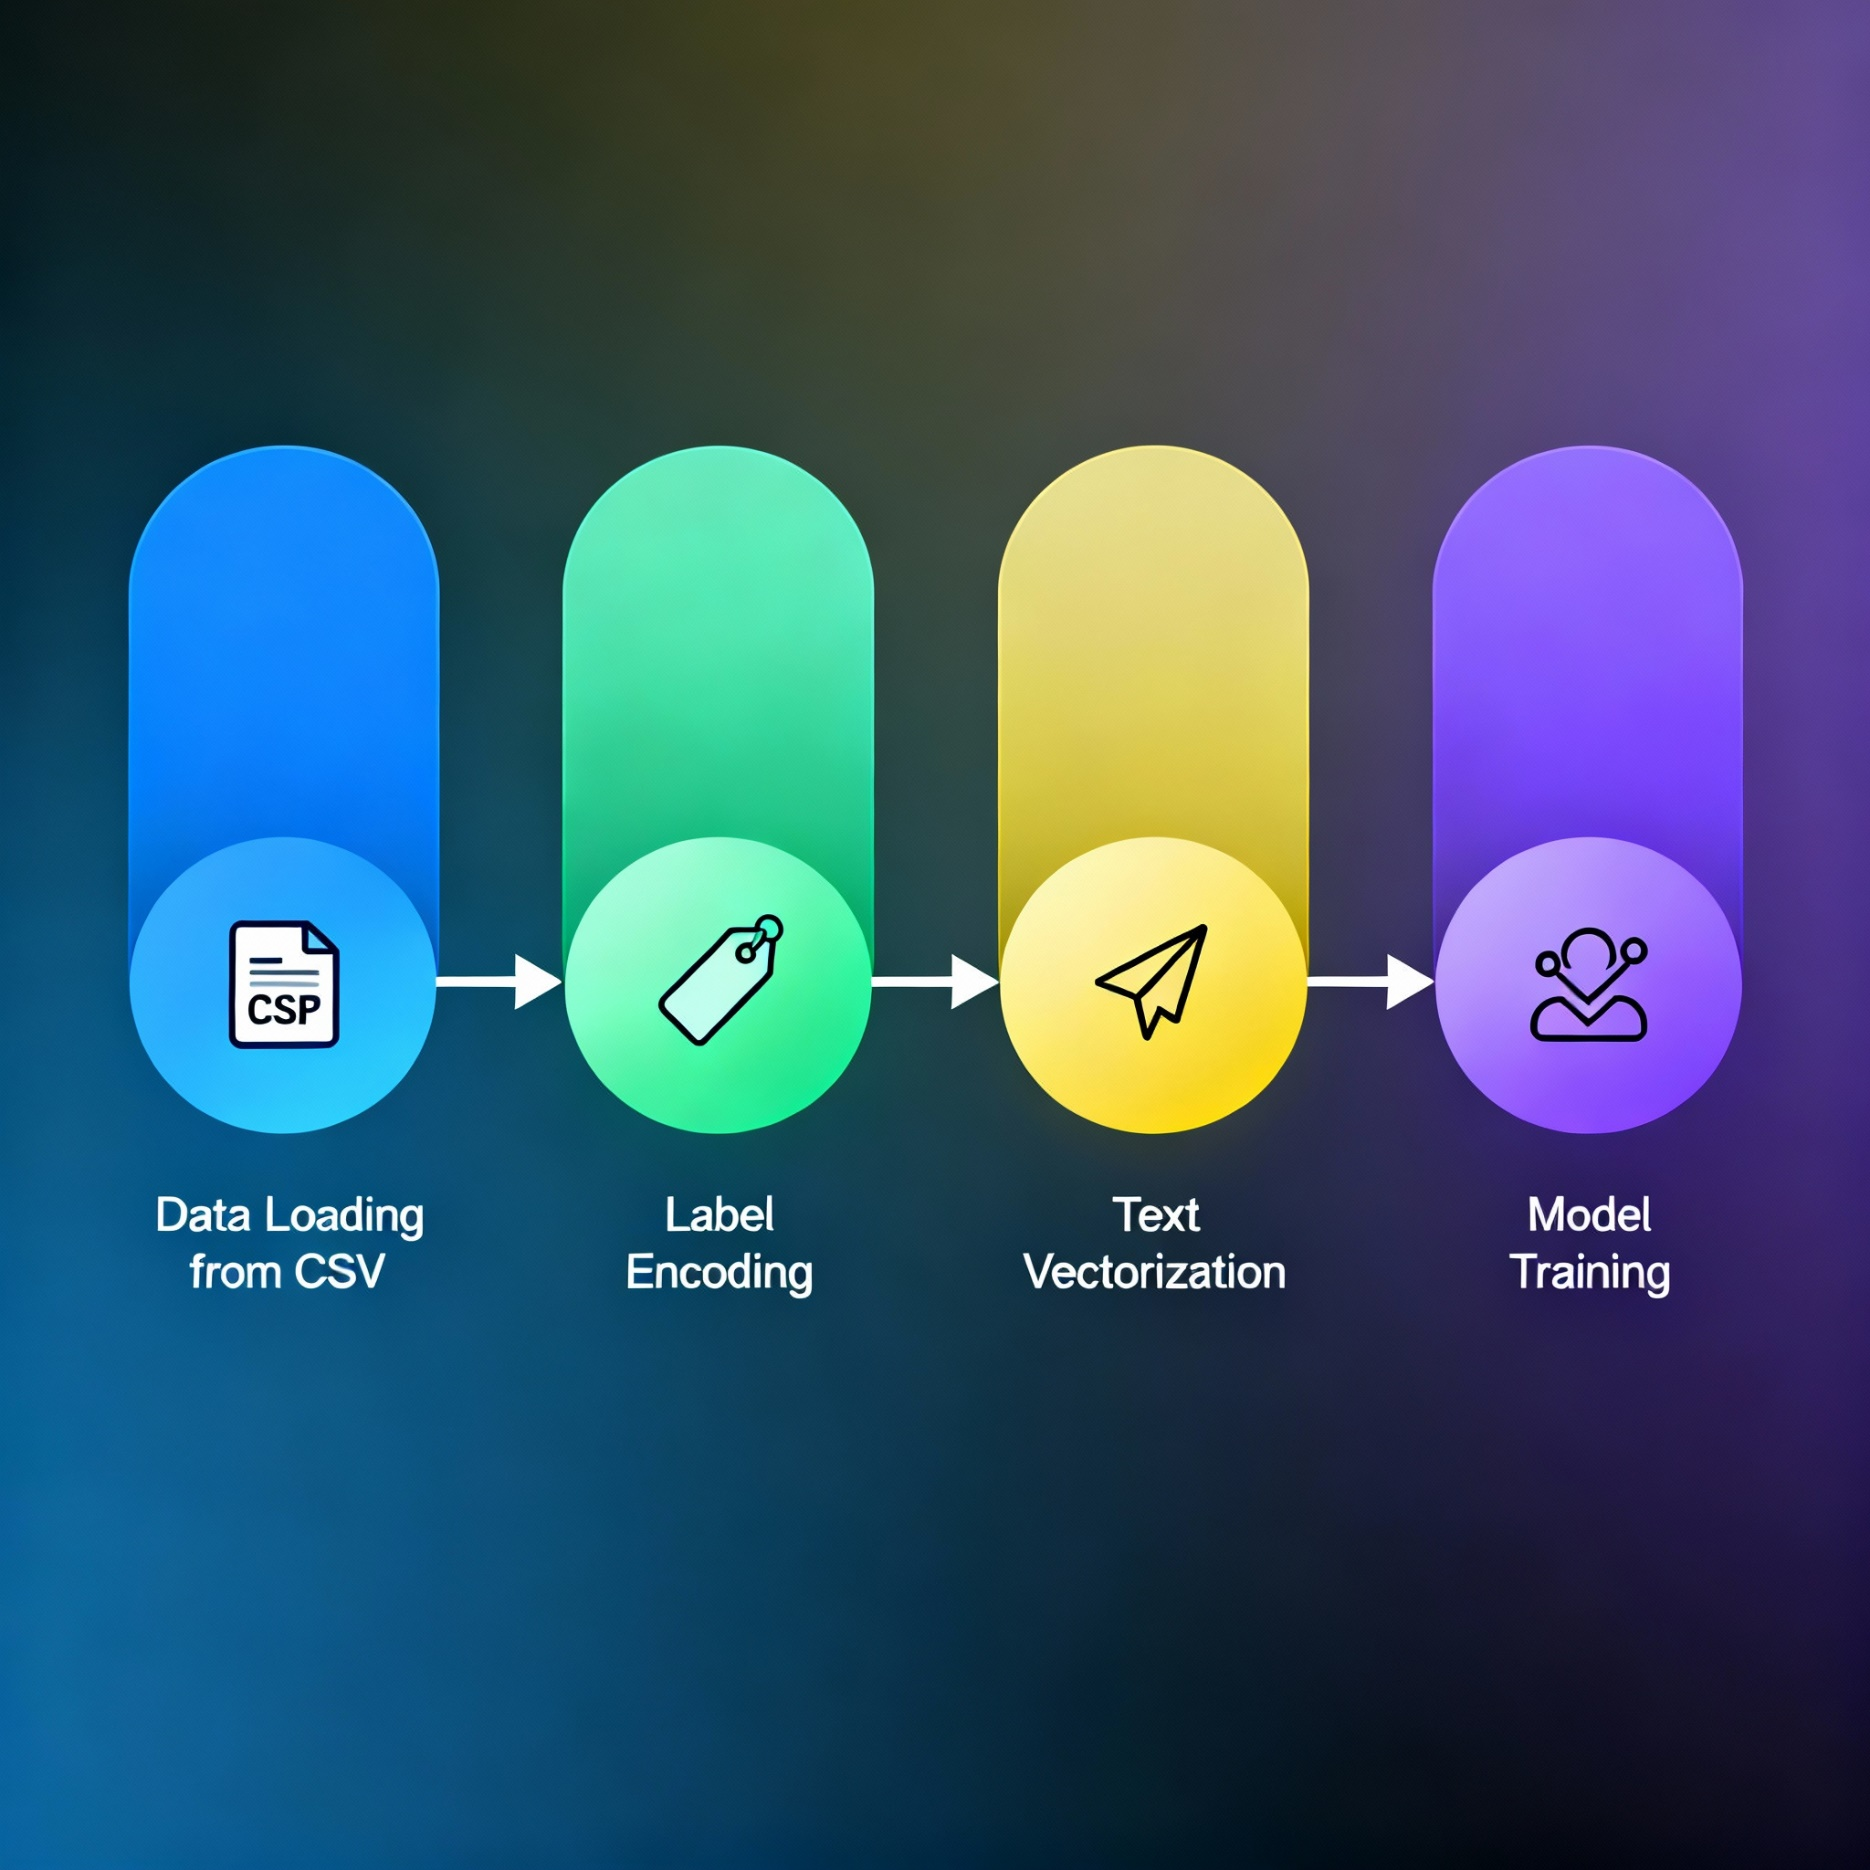 CSP
Data Loading
from CSV
Label
Encoding
Text
Vectorization
Model
Training